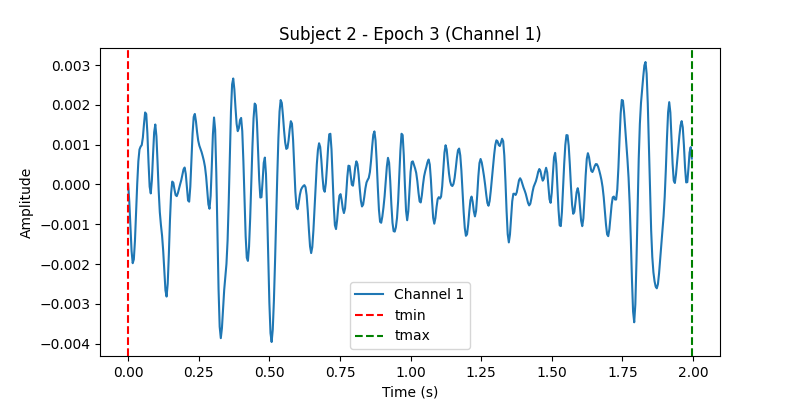 Subject 2 - Epoch 3 (Channel 1)
Amplitude
0.003
0.002
0.001
0.000
−0.001
−0.002
−0.003
−0.004
Channel 1
tmin
tmax
0.00 0.25 0.50 0.75 1.00 1.25 1.50 1.75 2.00
Time (s)